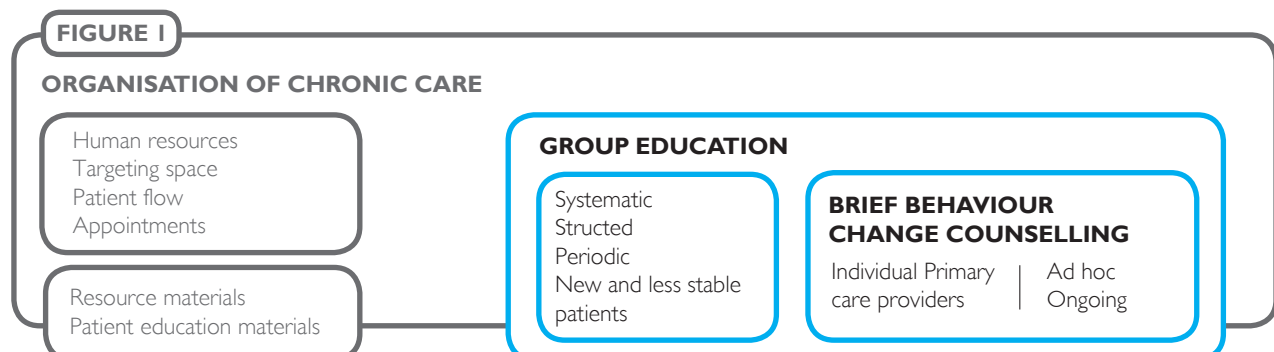 FIGURE 1
ORGANISATION OF CHRONIC CARE
Human resources
Targeting space
Patient flow
Appointments
Resource materials
Patient education materials
GROUP EDUCATION
Systematic
Structed
Periodic
New and less stable
patients
BRIEF BEHAVIOUR
CHANGE COUNSELLING
Individual Primary
care providers
Ad hoc
Ongoing